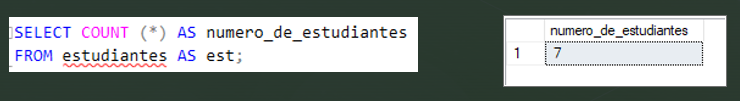 SELECT COUNT (*) AS numero_de_estudiantes
FROM estudiantes AS est;
numero_de_estudiantes
1 7